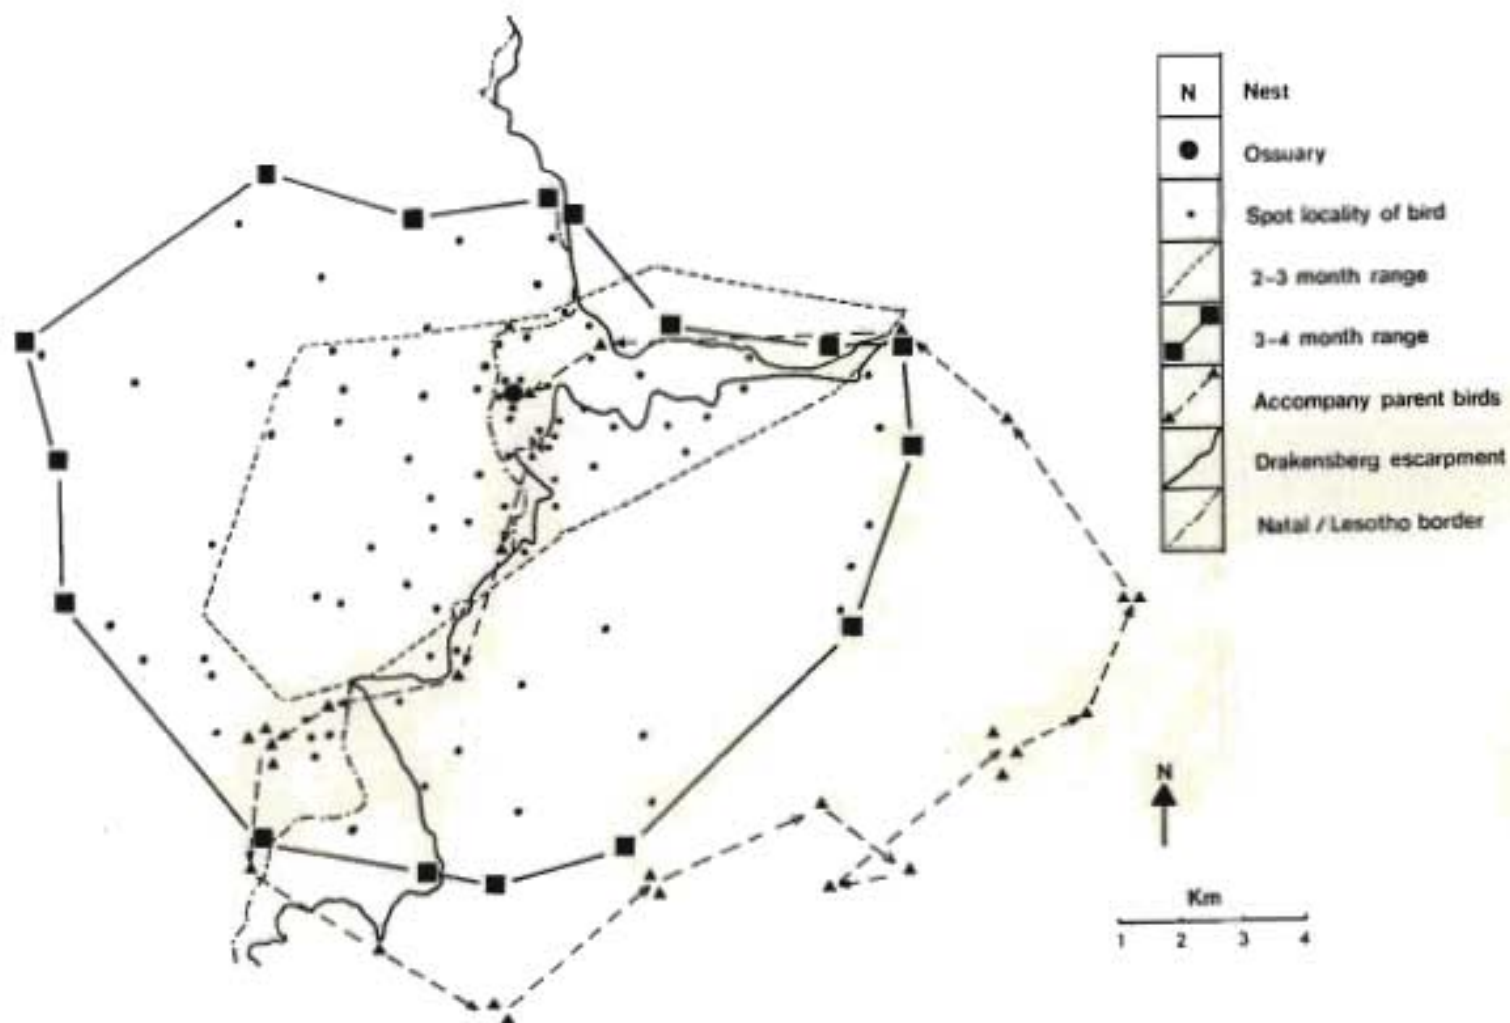 N Nest
Ossuary
Spot locality of bird
2-3 month range
3-4 month range
Accompany parent birds
Drakensberg escarpment
Natal / Lesotho border
N
N
Km
1 2 3 4